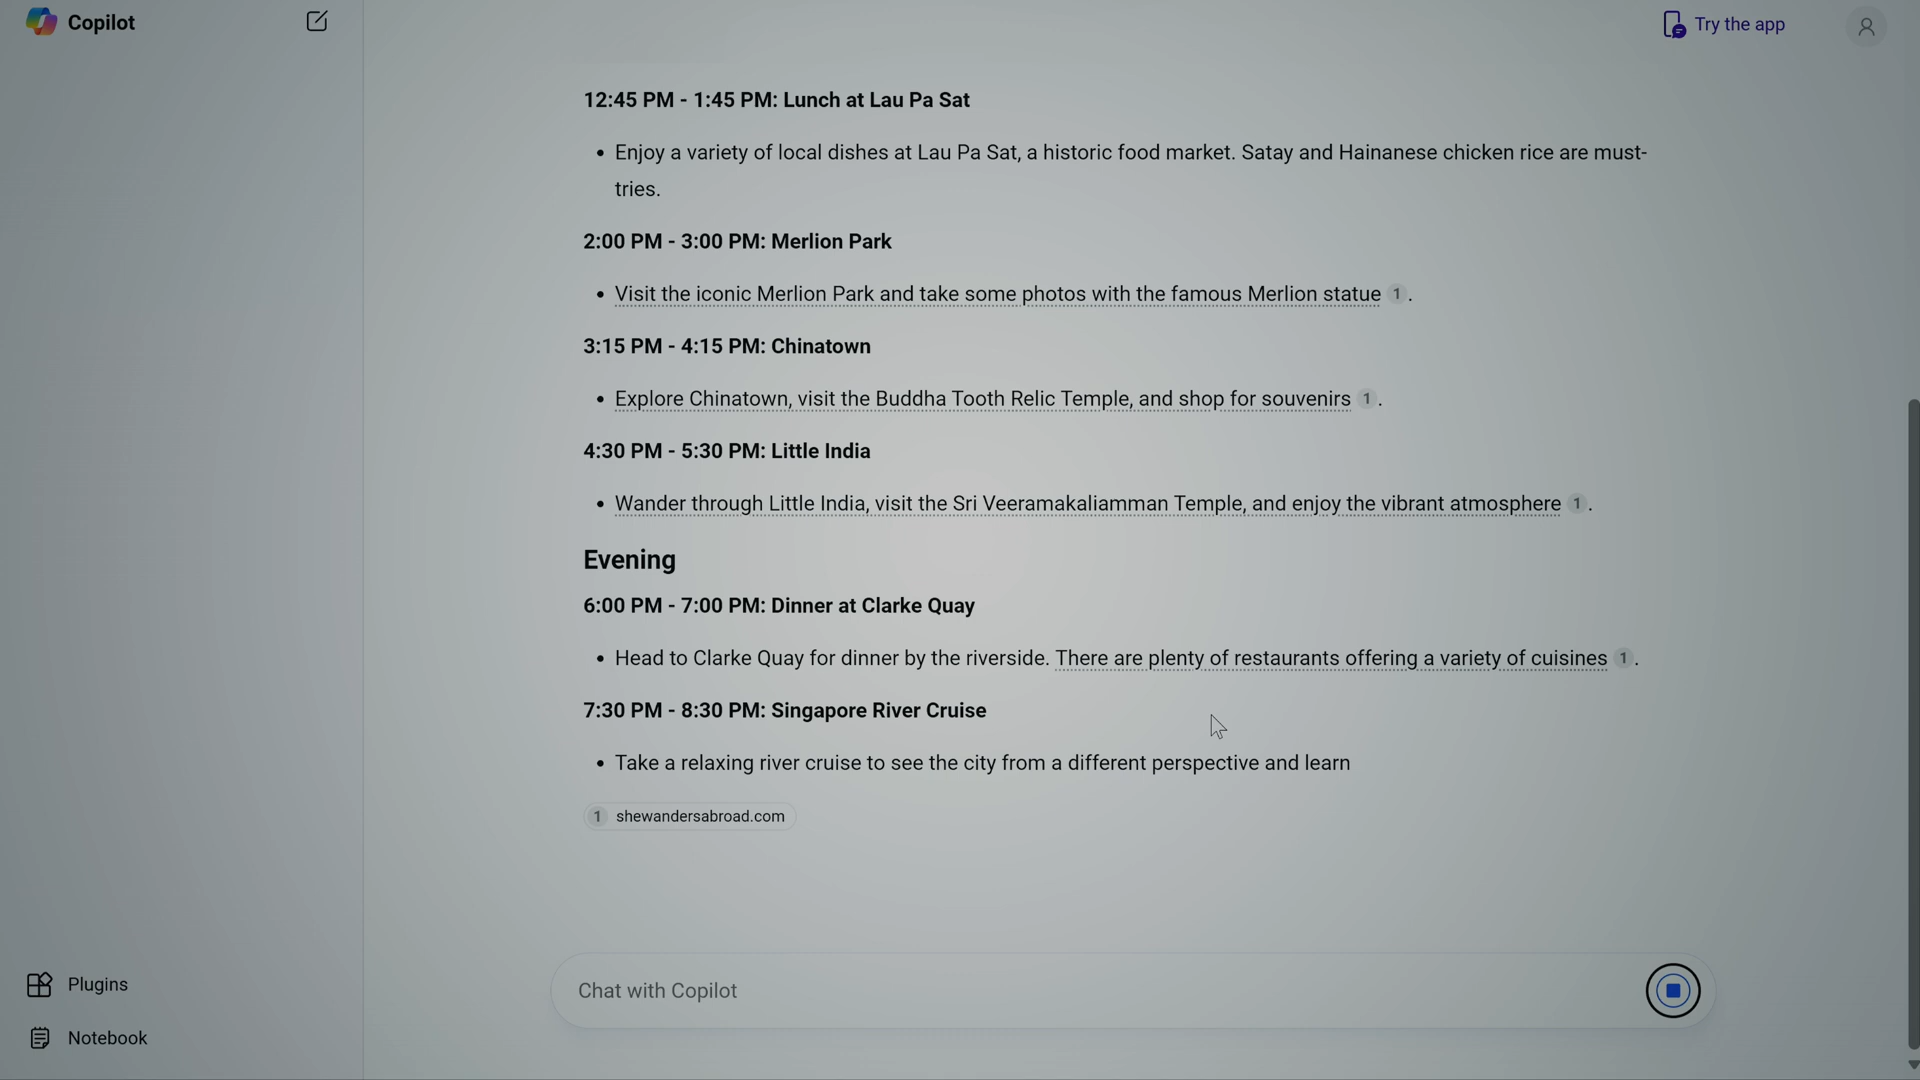 Copilot
Try the app
12:45 PM - 1:45 PM: Lunch at Lau Pa Sat
• Enjoy a variety of local dishes at Lau Pa Sat, a historic food market. Satay and Hainanese chicken rice are must-
tries.
2:00 PM - 3:00 PM: Merlion Park
• Visit the iconic Merlion Park and take some photos with the famous Merlion statue 1.
3:15 PM - 4:15 PM: Chinatown
• Explore Chinatown, visit the Buddha Tooth Relic Temple, and shop for souvenirs 1.
4:30 PM - 5:30 PM: Little India
• Wander through Little India, visit the Sri Veeramakaliamman Temple, and enjoy the vibrant atmosphere 1.
Evening
6:00 PM - 7:00 PM: Dinner at Clarke Quay
• Head to Clarke Quay for dinner by the riverside. There are plenty of restaurants offering a variety of cuisines 1.
7:30 PM - 8:30 PM: Singapore River Cruise
• Take a relaxing river cruise to see the city from a different perspective and learn
1 shewandersabroad.com
Chat with Copilot
Plugins
Notebook